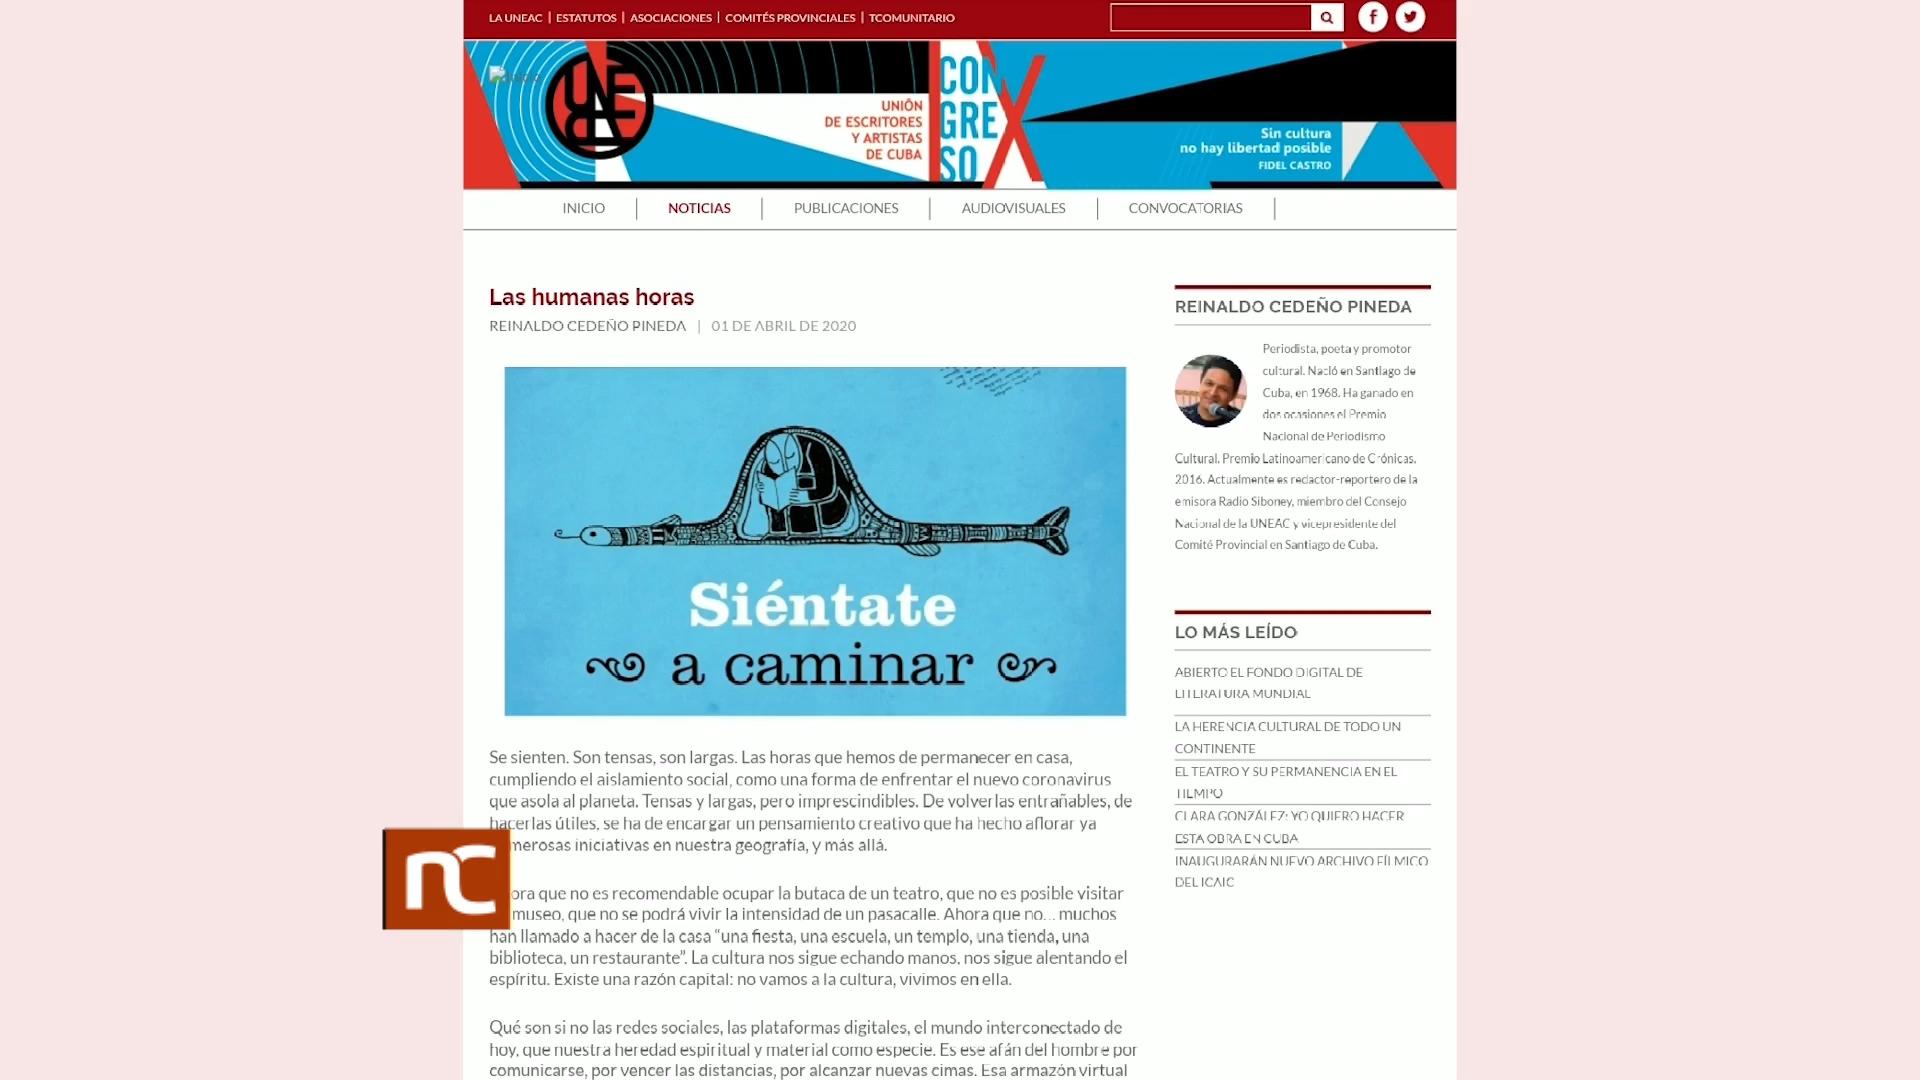 LA UNEAC | ESTATUTOS | ASOCIACIONES | COMITÉS PROVINCIALES | TCOMUNITARIO
UNEAC
UNIÓN
DE ESCRITORES
Y ARTISTAS
DE CUBA
CON
GRE
SO
X
Sin cultura
no hay libertad posible
FIDEL CASTRO
INICIO | NOTICIAS | PUBLICACIONES | AUDIOVISUALES | CONVOCATORIAS |
Las humanas horas
REINALDO CEDEÑO PINEDA | 01 DE ABRIL DE 2020
Siéntate
a caminar
Se sienten. Son tensas, son largas. Las horas que hemos de permanecer en casa,
cumpliendo el aislamiento social, como una forma de enfrentar el nuevo coronavirus
que asola al planeta. Tensas y largas, pero imprescindibles. De volverlas entrañables, de
hacerlas útiles, se ha de encargar un pensamiento creativo que ha hecho aflorar ya
merosas iniciativas en nuestra geografía, y más allá.
ora que no es recomendable ocupar la butaca de un teatro, que no es posible visitar
museo, que no se podrá vivir la intensidad de un pasacalle. Ahora que no... muchos
han llamado a hacer de la casa “una fiesta, una escuela, un templo, una tienda, una
biblioteca, un restaurante”. La cultura nos sigue echando manos, nos sigue alentando el
espíritu. Existe una razón capital: no vamos a la cultura, vivimos en ella.
Qué son si no las redes sociales, las plataformas digitales, el mundo interconectado de
hoy, que nuestra heredad espiritual y material como especie. Es ese afán del hombre por
comunicarse, por vencer las distancias, por alcanzar nuevas cimas. Esa armazón virtual
nc
REINALDO CEDEÑO PINEDA
Periodista, poeta y promotor
cultural. Nació en Santiago de
Cuba, en 1968. Ha ganado en
dos ocasiones el Premio
Nacional de Periodismo
Cultural. Premio Latinoamericano de Crónicas,
2016. Actualmente es redactor-reportero de la
emisora Radio Siboney, miembro del Consejo
Nacional de la UNEAC y vicepresidente del
Comité Provincial en Santiago de Cuba.
LO MÁS LEÍDO
ABIERTO EL FONDO DIGITAL DE
LITERATURA MUNDIAL
LA HERENCIA CULTURAL DE TODO UN
CONTINENTE
EL TEATRO Y SU PERMANENCIA EN EL
TIEMPO
CLARA GONZÁLEZ: YO QUIERO HACER
ESTA OBRA EN CUBA
INAUGURARÁN NUEVO ARCHIVO FÍLMICO
DEL ICAIC